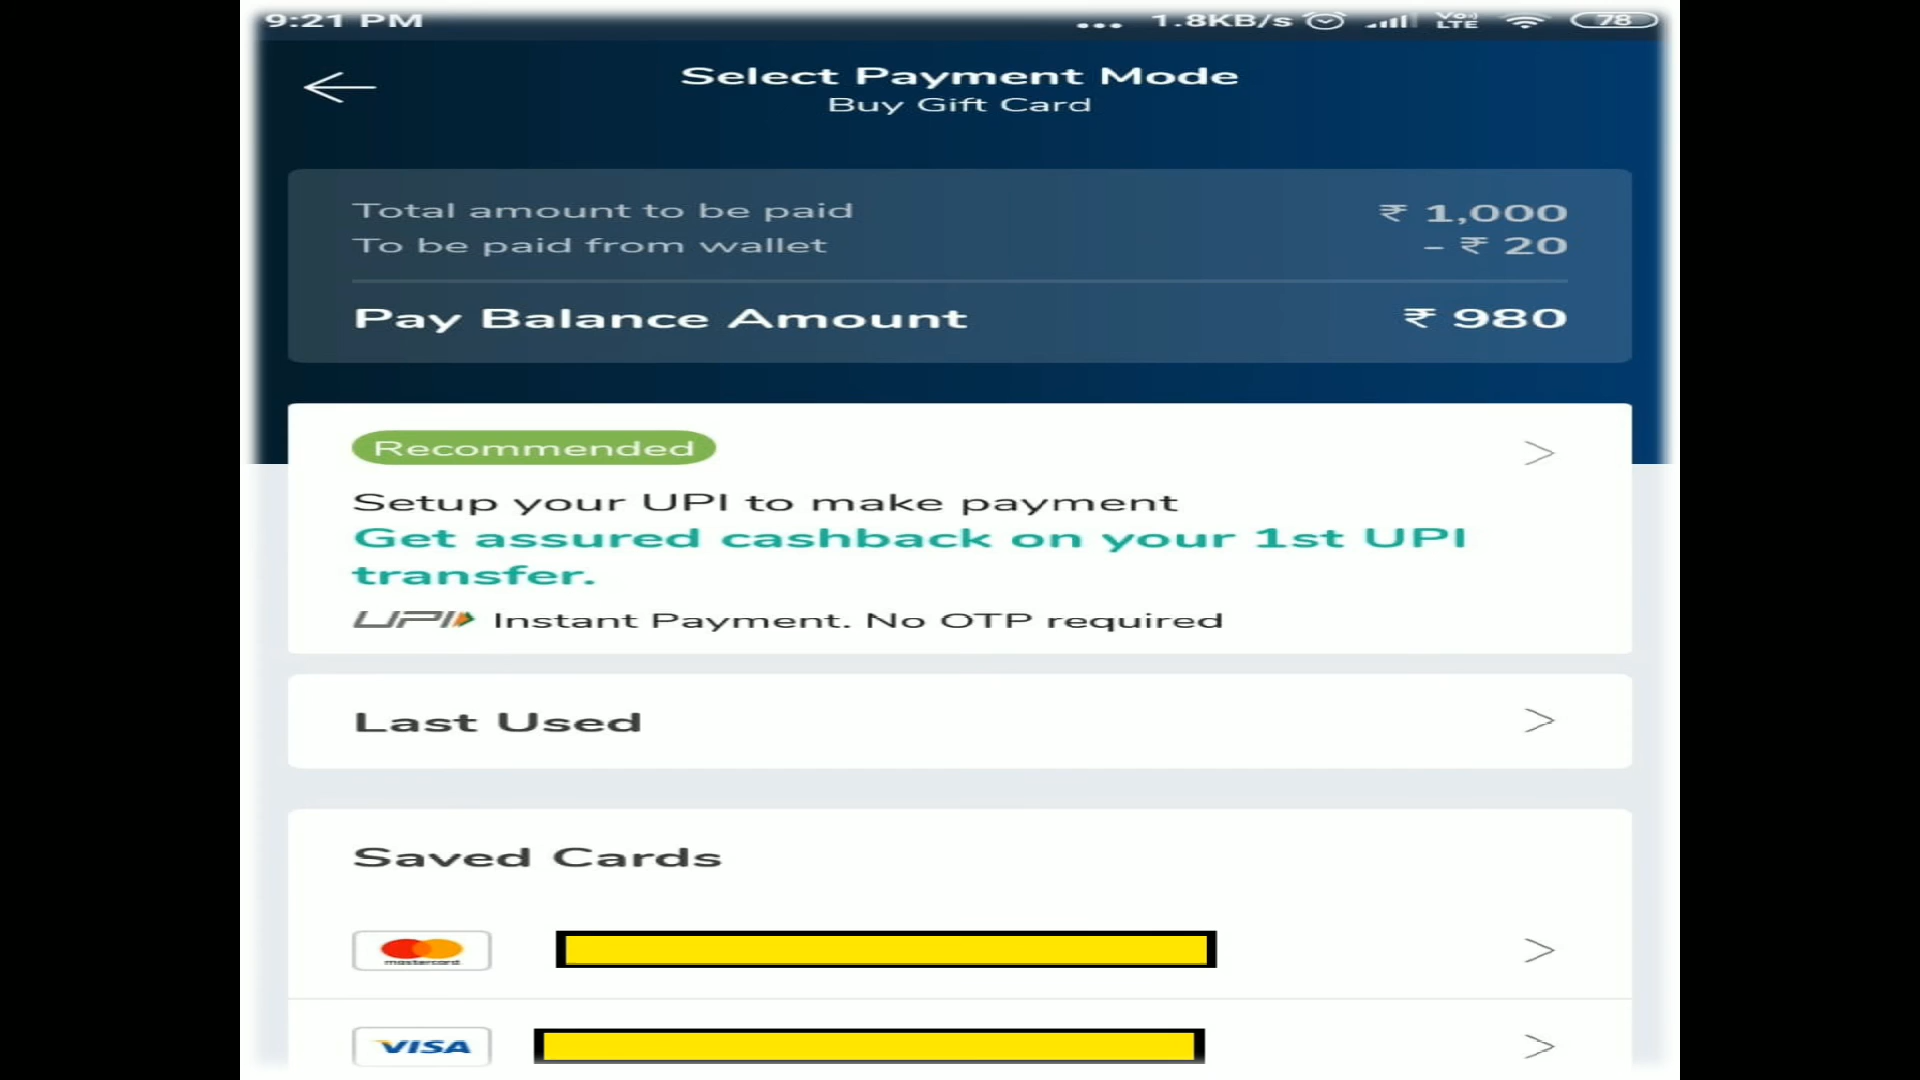 9:21 PM ... 1.8KB/s Vo) LTE 78
Select Payment Mode
Buy Gift Card
Total amount to be paid ₹ 1,000
To be paid from wallet - ₹ 20
Pay Balance Amount ₹ 980
Recommended
Setup your UPI to make payment
Get assured cashback on your 1st UPI
transfer.
UPI Instant Payment. No OTP required
Last Used
Saved Cards
mastercard
VISA